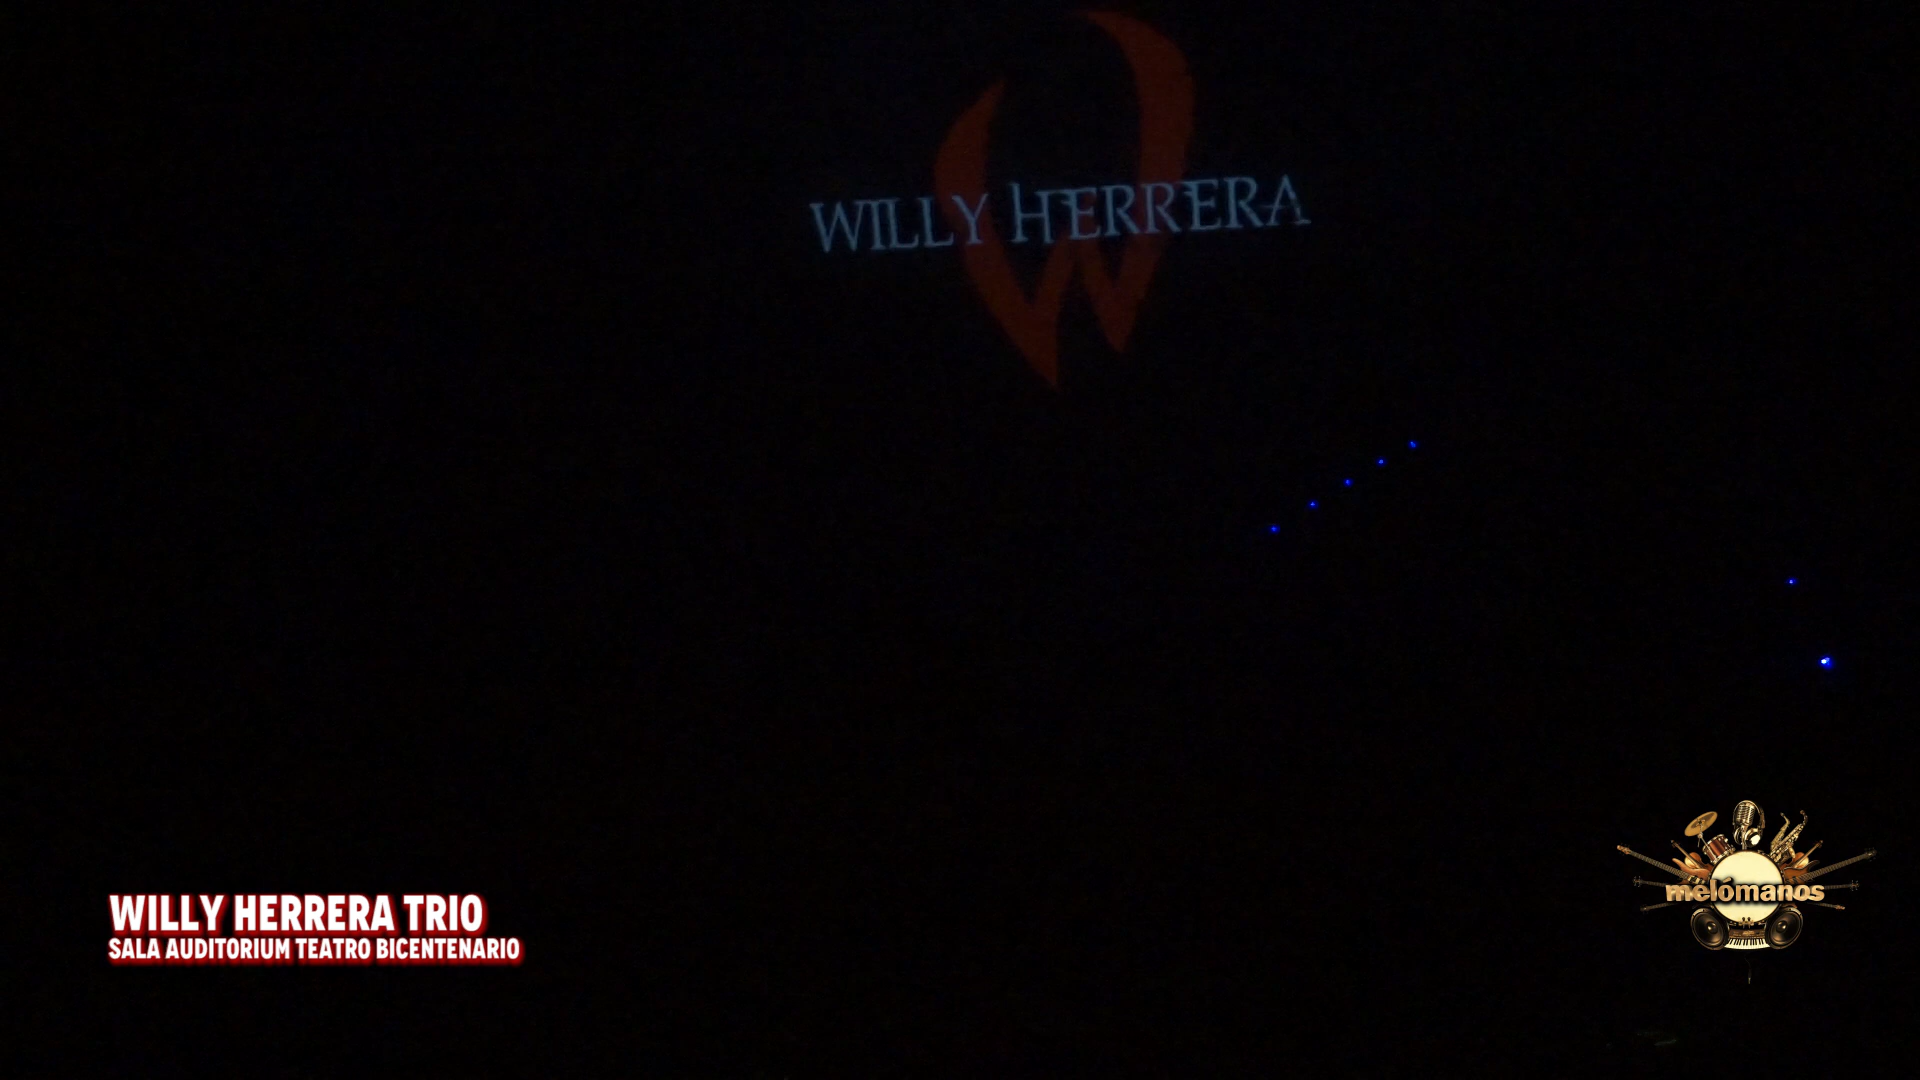 WILLY HERRERA
WILLY HERRERA TRIO
SALA AUDITORIUM TEATRO BICENTENARIO
melómanos